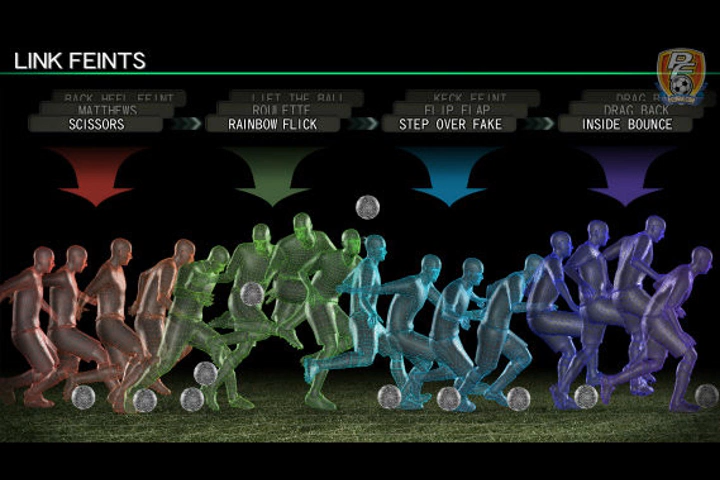 LINK FEINTS
BACK HEEL FEINT
MATTHEWS
SCISSORS
LIFT THE BALL
ROULETTE
RAINBOW FLICK
KECK FEINT
FLIP FLAP
STEP OVER FAKE
DRAG
DRAG BACK
INSIDE BOUNCE